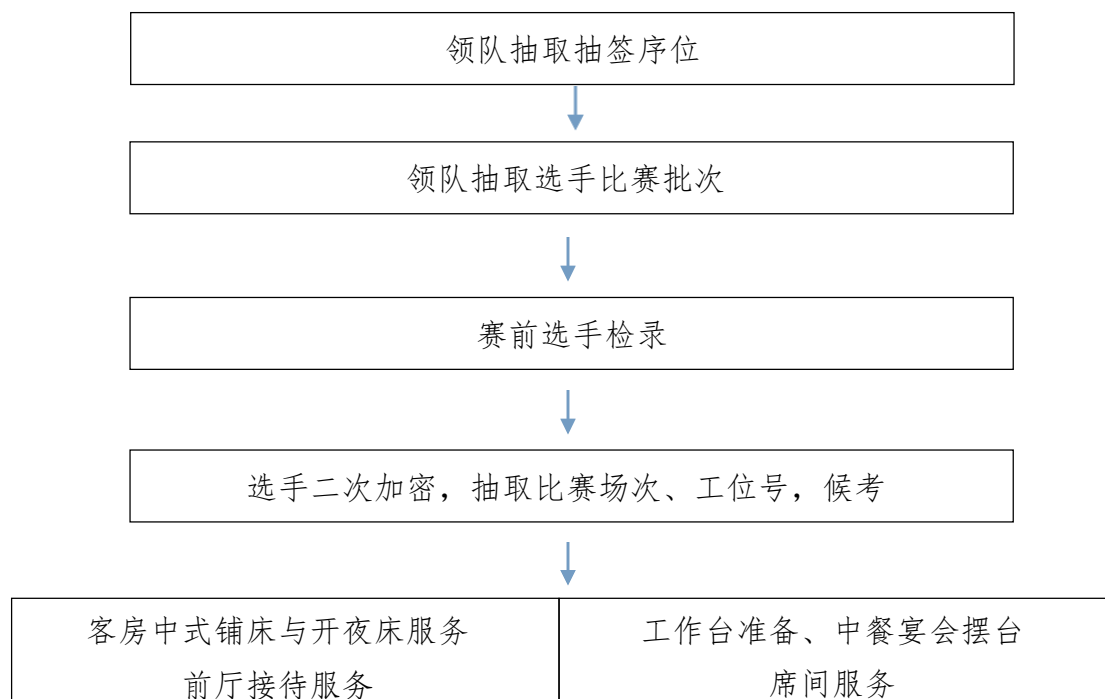 领队抽取抽签序位
领队抽取选手比赛批次
赛前选手检录
选手二次加密，抽取比赛场次、工位号，候考
客房中式铺床与开夜床服务
前厅接待服务
工作台准备、中餐宴会摆台
席间服务